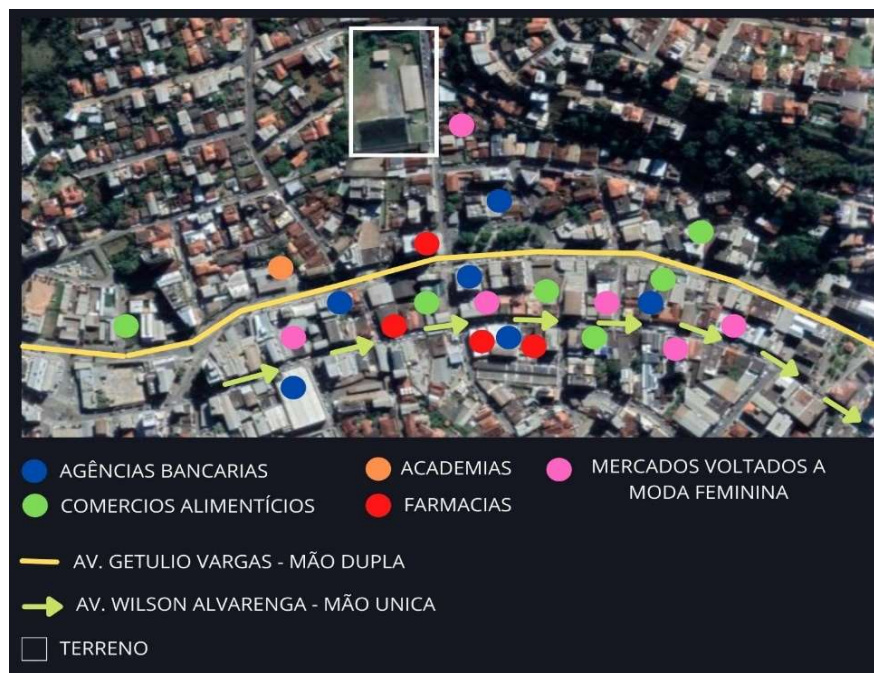 AGÊNCIAS BANCARIAS
COMERCIOS ALIMENTÍCIOS
ACADEMIAS
FARMACIAS
MERCADOS VOLTADOS A
MODA FEMININA
AV. GETULIO VARGAS - MÃO DUPLA
AV. WILSON ALVARENGA - MÃO UNICA
TERRENO